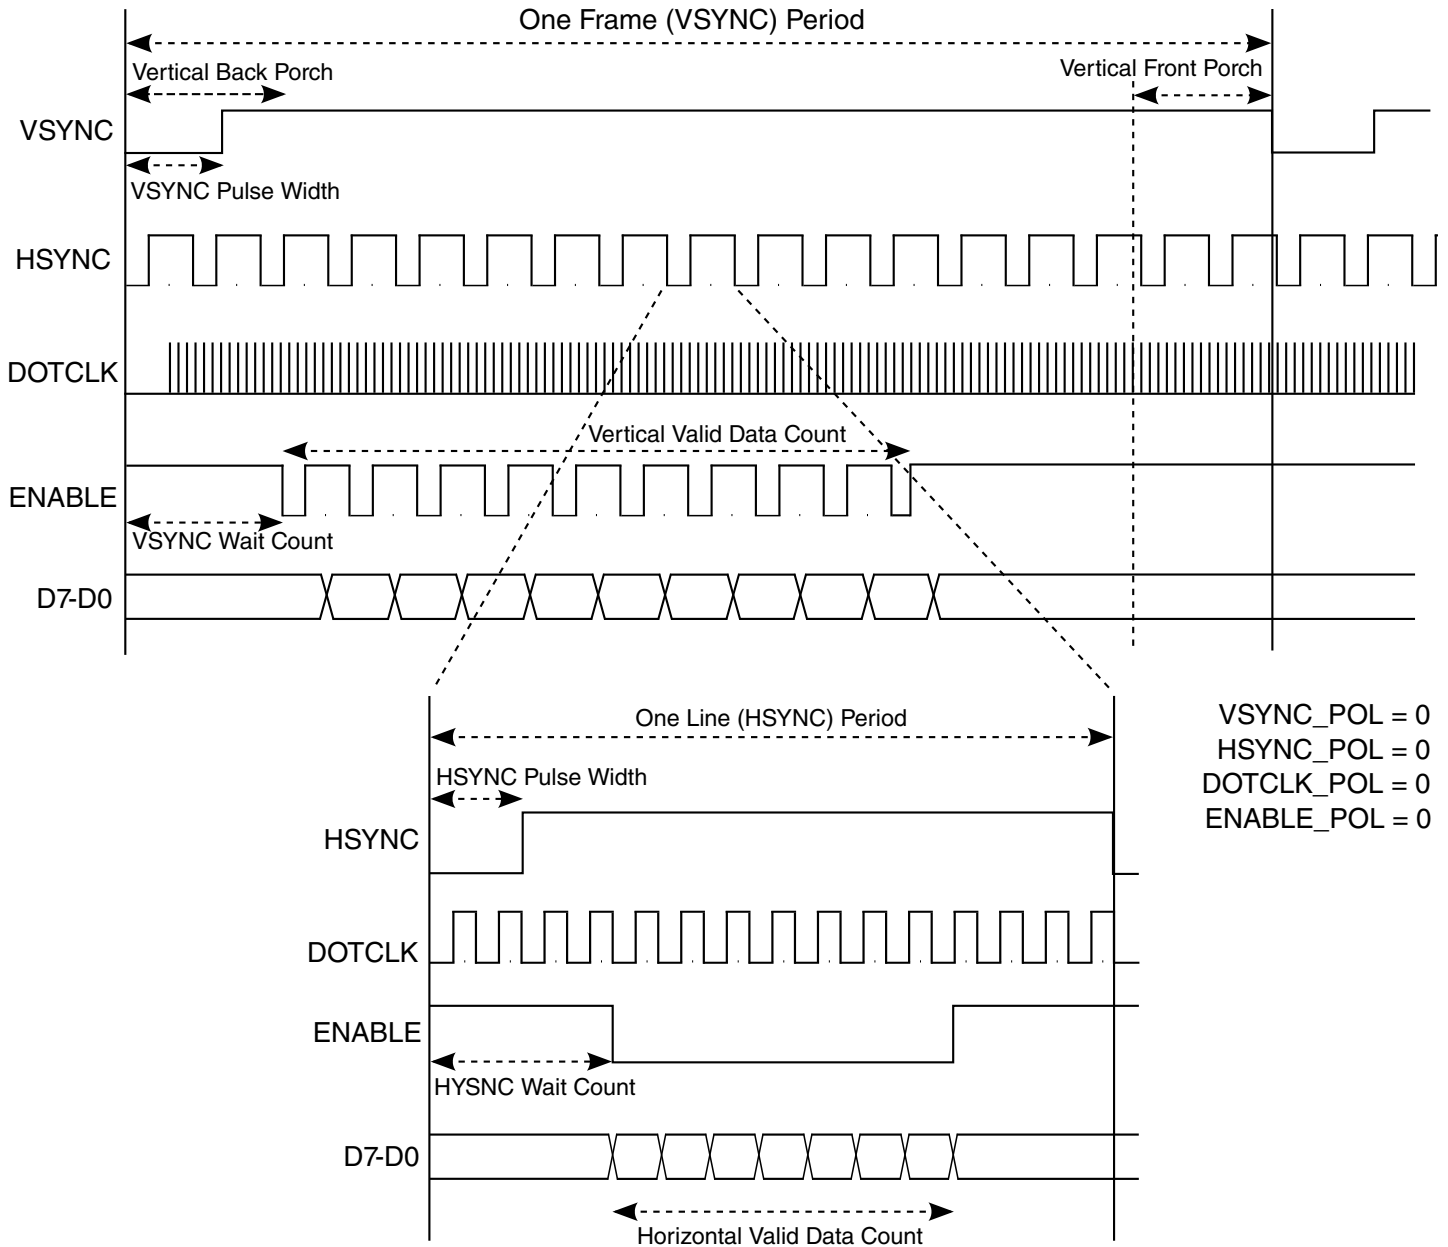 One Frame (VSYNC) Period
Vertical Back Porch
Vertical Front Porch
VSYNC
VSYNC Pulse Width
HSYNC
DOTCLK
Vertical Valid Data Count
ENABLE
VSYNC Wait Count
D7-D0
One Line (HSYNC) Period
VSYNC_POL = 0
HSYNC_POL = 0
DOTCLK_POL = 0
ENABLE_POL = 0
HSYNC Pulse Width
HSYNC
DOTCLK
ENABLE
HYSNC Wait Count
D7-D0
Horizontal Valid Data Count